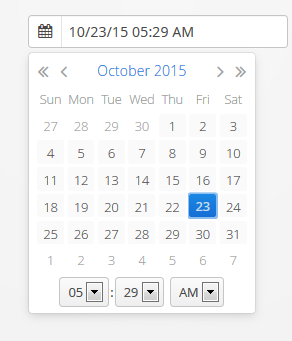 10/23/15 05:29 AM
October 2015
Sun Mon Tue Wed Thu Fri Sat
27 28 29 30 1 2 3
4 5 6 7 8 9 10
11 12 13 14 15 16 17
18 19 20 21 22 23 24
25 26 27 28 29 30 31
1 2 3 4 5 6 7
05 : 29 AM